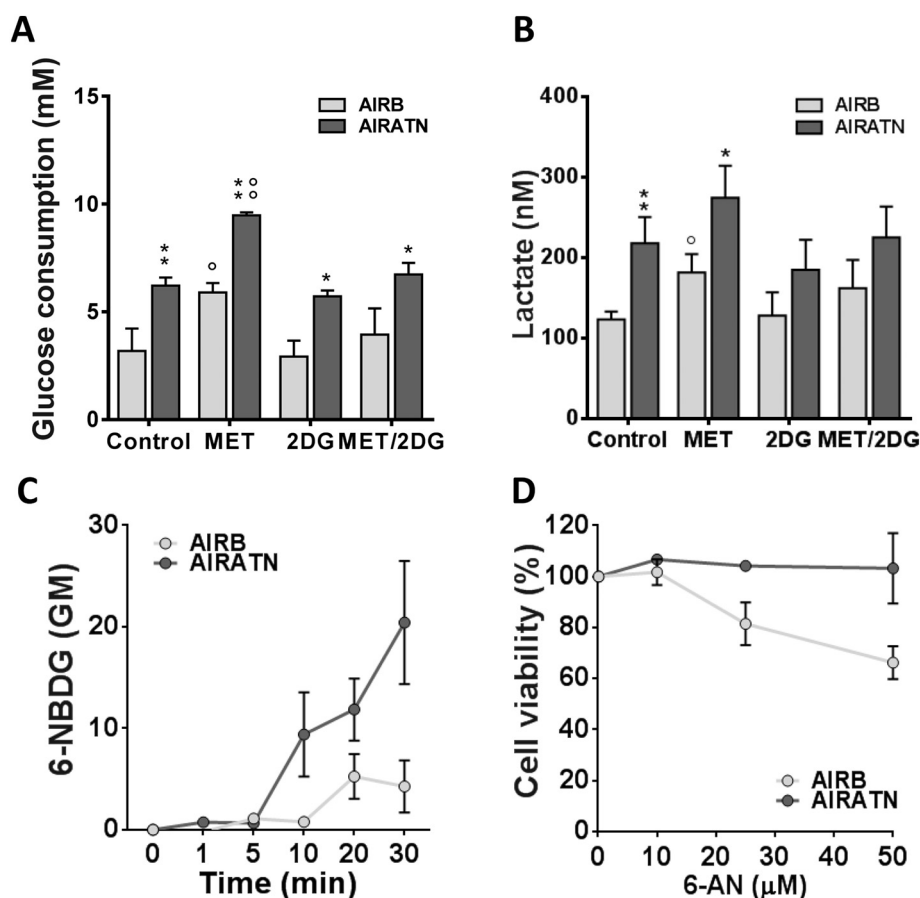 A
Glucose consumption (mM)
15
10
5
0
AIRB
AIRATN
**
°
**
°°
*
*
Control MET 2DG MET/2DG
B
Lactate (nM)
400
300
200
100
0
AIRB
AIRATN
**
°
*
Control MET 2DG MET/2DG
C
6-NBDG (GM)
30
20
10
0
AIRB
AIRATN
0 1 5 10 20 30
Time (min)
D
Cell viability (%)
120
100
80
60
40
20
0
AIRB
AIRATN
0 10 20 30 40 50
6-AN (μM)